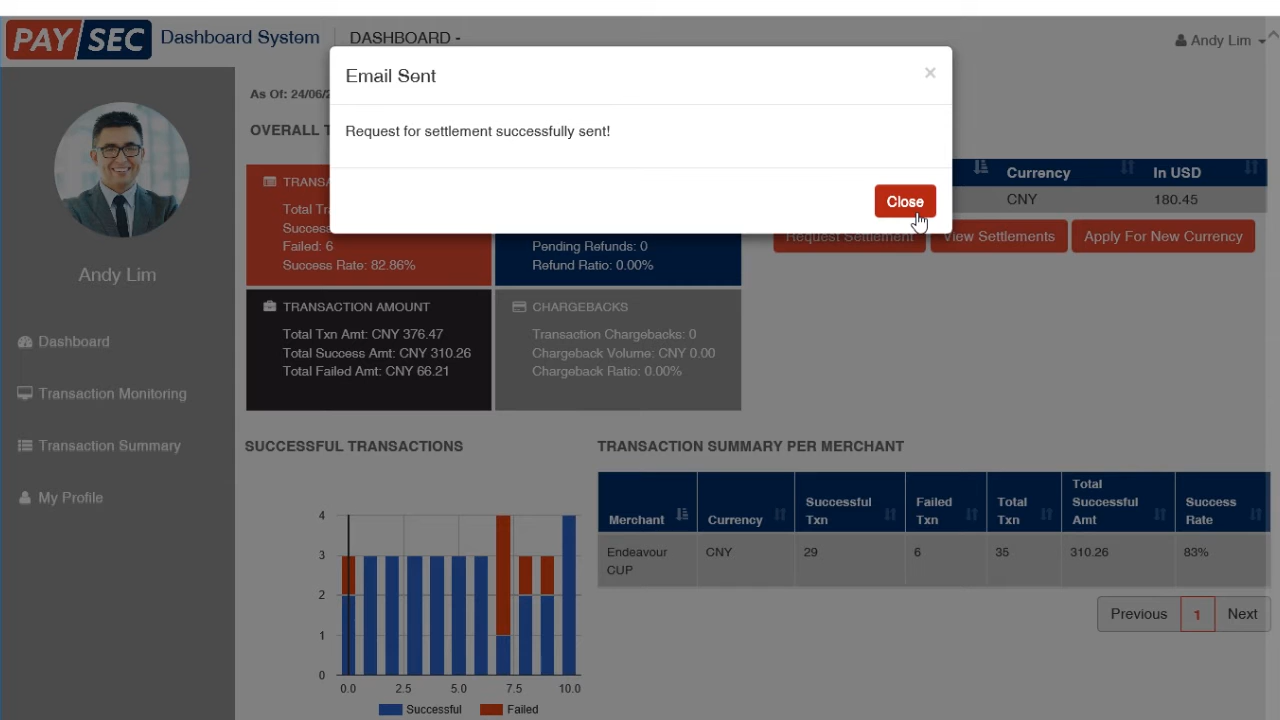 PAY SEC Dashboard System DASHBOARD - Andy Lim
Email Sent ×
As Of: 24/06/2
OVERALL T
Request for settlement successfully sent!
Close
TRANSA
Total Tr
Succes
Failed: 6
Success Rate: 82.86%
Pending Refunds: 0
Refund Ratio: 0.00%
Currency In USD
CNY 180.45
Request Settlement View Settlements Apply For New Currency
Andy Lim
Dashboard
Transaction Monitoring
Transaction Summary
My Profile
TRANSACTION AMOUNT
Total Txn Amt: CNY 376.47
Total Success Amt: CNY 310.26
Total Failed Amt: CNY 66.21
CHARGEBACKS
Transaction Chargebacks: 0
Chargeback Volume: CNY 0.00
Chargeback Ratio: 0.00%
SUCCESSFUL TRANSACTIONS
4
3
2
1
0
0.0 2.5 5.0 7.5 10.0
Successful Failed
TRANSACTION SUMMARY PER MERCHANT
Merchant Currency Successful Txn Failed Txn Total Txn Total Successful Amt Success Rate
Endeavour CUP CNY 29 6 35 310.26 83%
Previous 1 Next